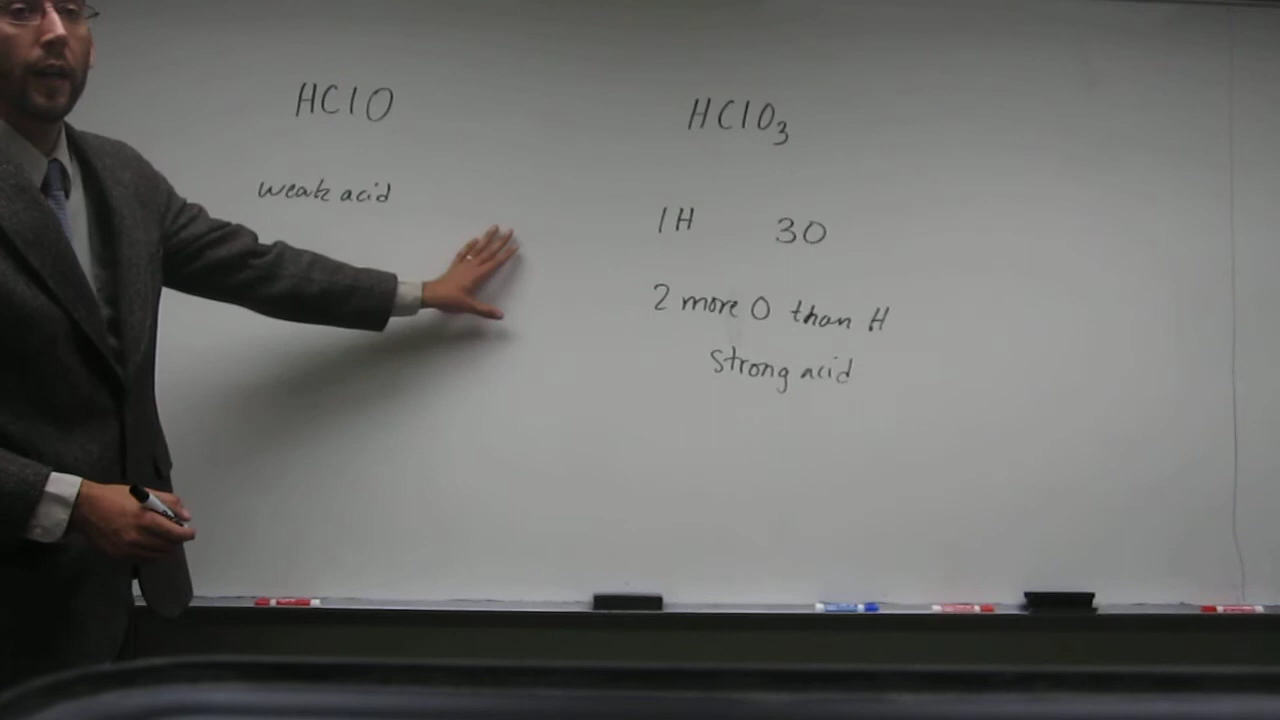 HClO
weak acid
HClO₃
1H 3O
2 more O than H
strong acid